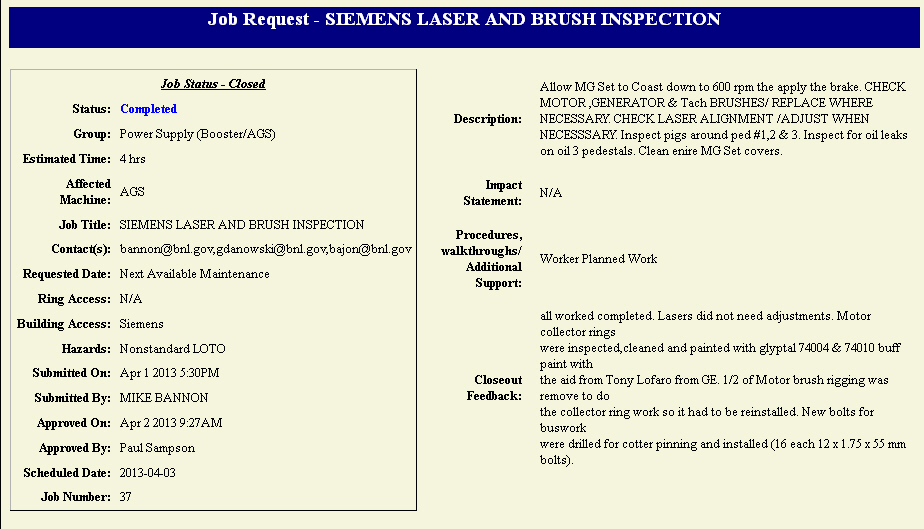 Job Request - SIEMENS LASER AND BRUSH INSPECTION
Job Status - Closed
Status: Completed
Group: Power Supply (Booster/AGS)
Estimated Time: 4 hrs
Affected
Machine: AGS
Job Title: SIEMENS LASER AND BRUSH INSPECTION
Contact(s): bannon@bnl.gov,gdanowski@bnl.gov,bajon@bnl.gov
Requested Date: Next Available Maintenance
Ring Access: N/A
Building Access: Siemens
Hazards: Nonstandard LOTO
Submitted On: Apr 1 2013 5:30PM
Submitted By: MIKE BANNON
Approved On: Apr 2 2013 9:27AM
Approved By: Paul Sampson
Scheduled Date: 2013-04-03
Job Number: 37
Description:
Allow MG Set to Coast down to 600 rpm the apply the brake. CHECK
MOTOR ,GENERATOR & Tach BRUSHES/ REPLACE WHERE
NECESSARY. CHECK LASER ALIGNMENT /ADJUST WHEN
NECESSSARY. Inspect pigs around ped #1,2 & 3. Inspect for oil leaks
on oil 3 pedestals. Clean enire MG Set covers.
Impact
Statement: N/A
Procedures,
walkthroughs/
Additional
Support:
Worker Planned Work
Closeout
Feedback:
all worked completed. Lasers did not need adjustments. Motor
collector rings
were inspected,cleaned and painted with glyptal 74004 & 74010 buff
paint with
the aid from Tony Lofaro from GE. 1/2 of Motor brush rigging was
remove to do
the collector ring work so it had to be reinstalled. New bolts for
buswork
were drilled for cotter pinning and installed (16 each 12 x 1.75 x 55 mm
bolts).